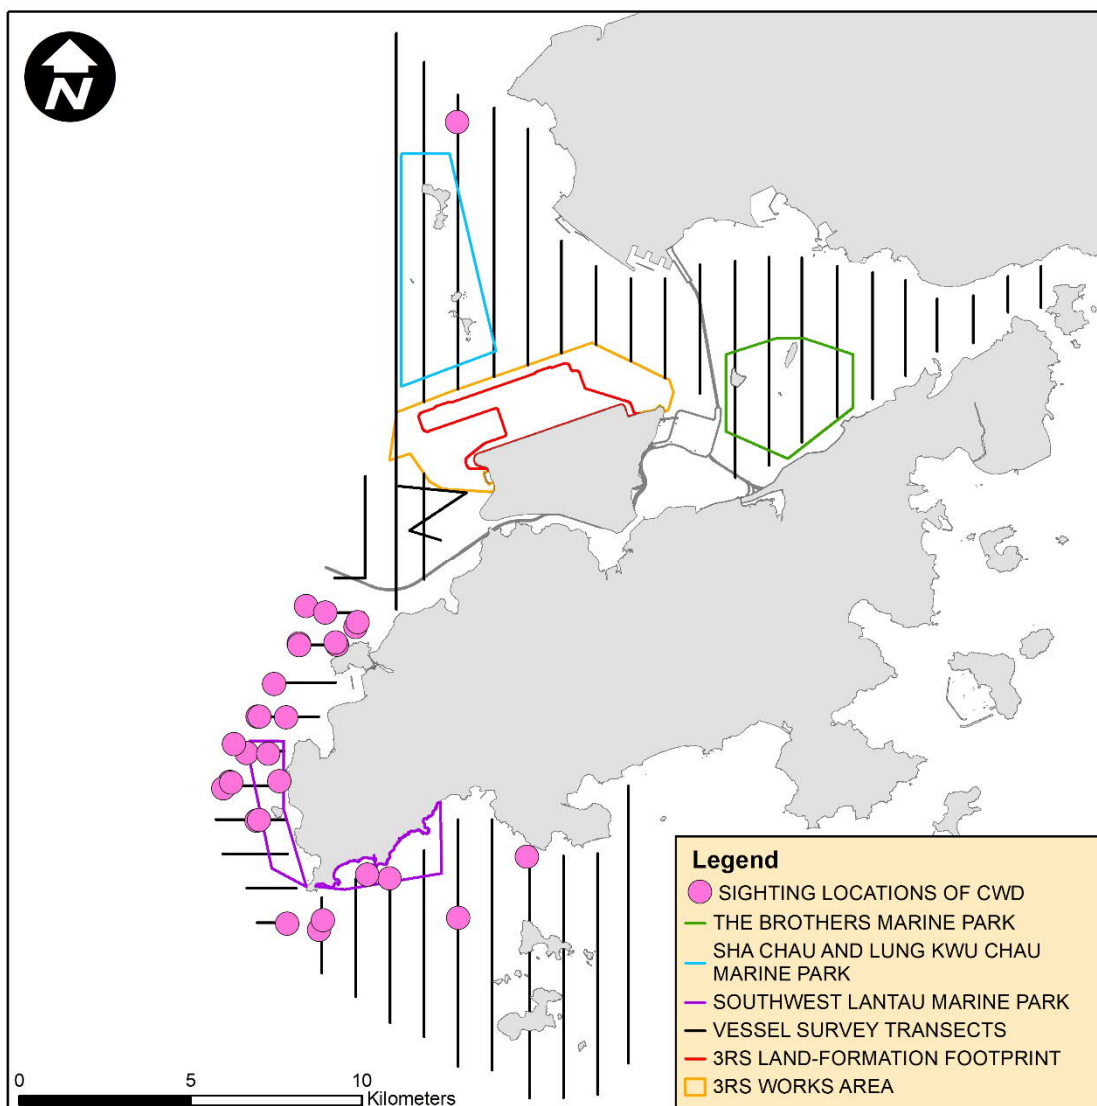 N
Legend
SIGHTING LOCATIONS OF CWD
THE BROTHERS MARINE PARK
SHA CHAU AND LUNG KWU CHAU
MARINE PARK
SOUTHWEST LANTAU MARINE PARK
VESSEL SURVEY TRANSECTS
3RS LAND-FORMATION FOOTPRINT
3RS WORKS AREA
0 5 10
Kilometers